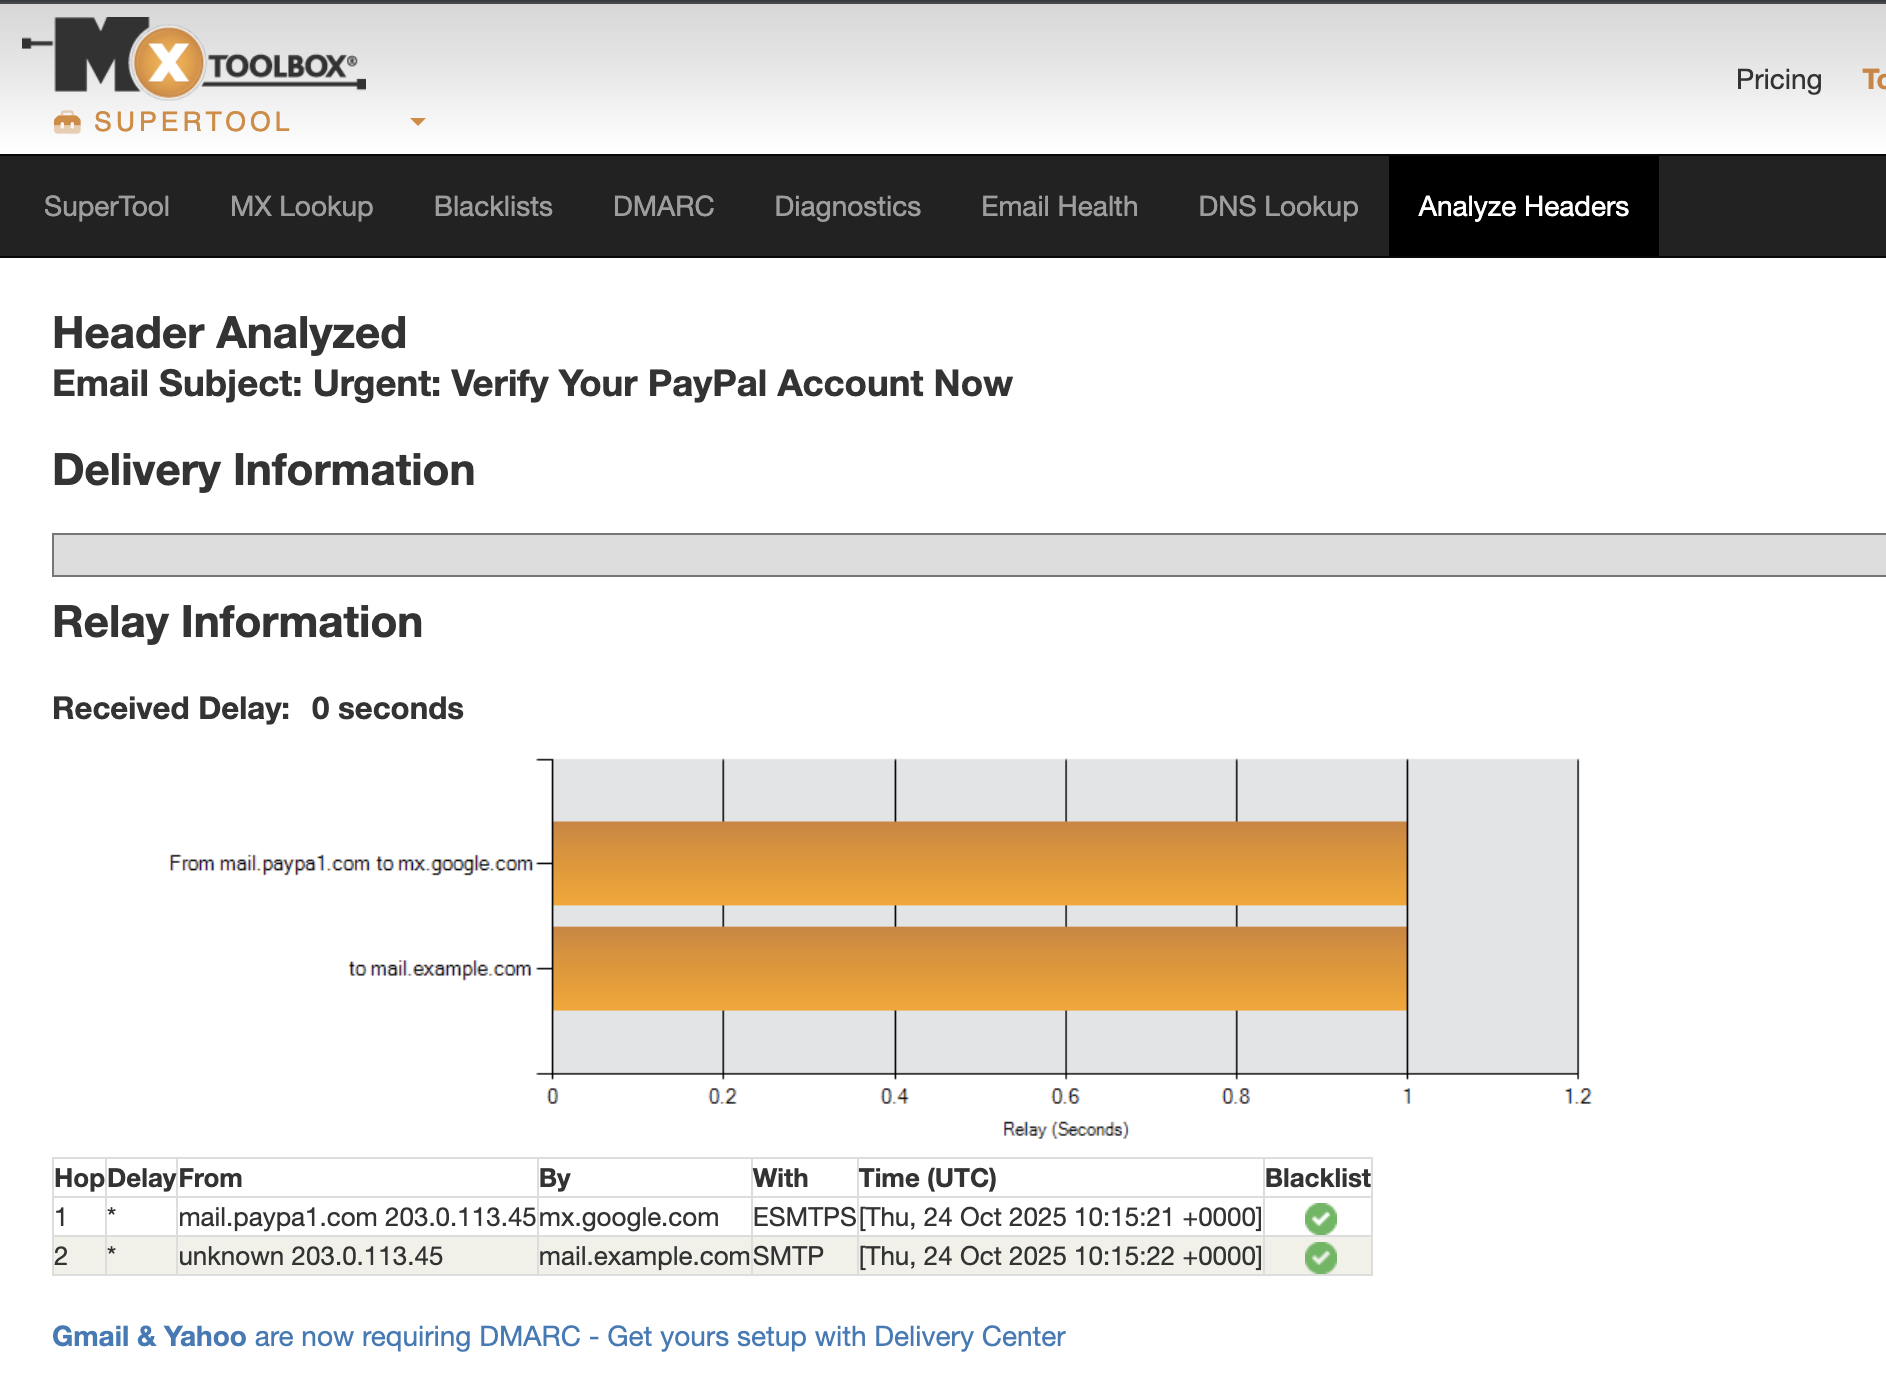 MX TOOLBOX®
SUPERTOOL
Pricing
SuperTool MX Lookup Blacklists DMARC Diagnostics Email Health DNS Lookup Analyze Headers
Header Analyzed
Email Subject: Urgent: Verify Your PayPal Account Now
Delivery Information
Relay Information
Received Delay: 0 seconds
From mail.paypa1.com to mx.google.com
to mail.example.com
0 0.2 0.4 0.6 0.8 1 1.2
Relay (Seconds)
Hop Delay From By With Time (UTC) Blacklist
1 * mail.paypa1.com 203.0.113.45 mx.google.com ESMTPS [Thu, 24 Oct 2025 10:15:21 +0000]
2 * unknown 203.0.113.45 mail.example.com SMTP [Thu, 24 Oct 2025 10:15:22 +0000]
Gmail & Yahoo are now requiring DMARC - Get yours setup with Delivery Center